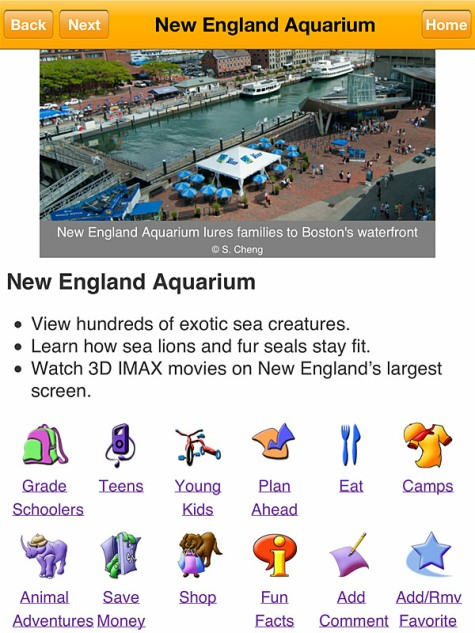 Back Next New England Aquarium Home
New England Aquarium lures families to Boston's waterfront
© S. Cheng
New England Aquarium
• View hundreds of exotic sea creatures.
• Learn how sea lions and fur seals stay fit.
• Watch 3D IMAX movies on New England's largest
screen.
Grade Schoolers
Teens
Young Kids
Plan Ahead
Eat
Camps
Animal Adventures
Save Money
Shop
Fun Facts
Add Comment
Add/Rmv Favorite